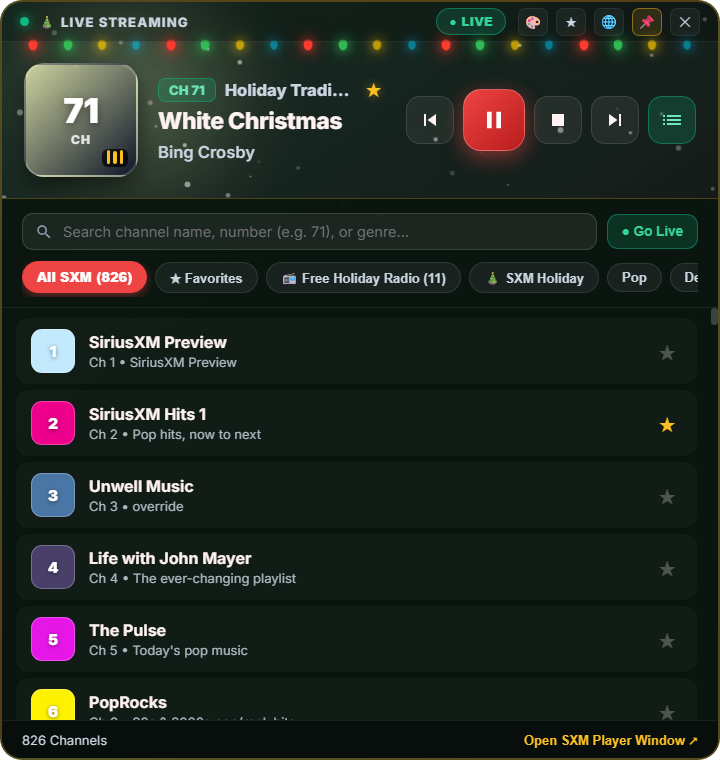 LIVE STREAMING
● LIVE
71
CH
CH 71 Holiday Tradi...
White Christmas
Bing Crosby
Search channel name, number (e.g. 71), or genre...
● Go Live
All SXM (826)
★ Favorites
Free Holiday Radio (11)
SXM Holiday
Pop
De
1
SiriusXM Preview
Ch 1 • SiriusXM Preview
2
SiriusXM Hits 1
Ch 2 • Pop hits, now to next
3
Unwell Music
Ch 3 • override
4
Life with John Mayer
Ch 4 • The ever-changing playlist
5
The Pulse
Ch 5 • Today's pop music
6
PopRocks
826 Channels
Open SXM Player Window ↗